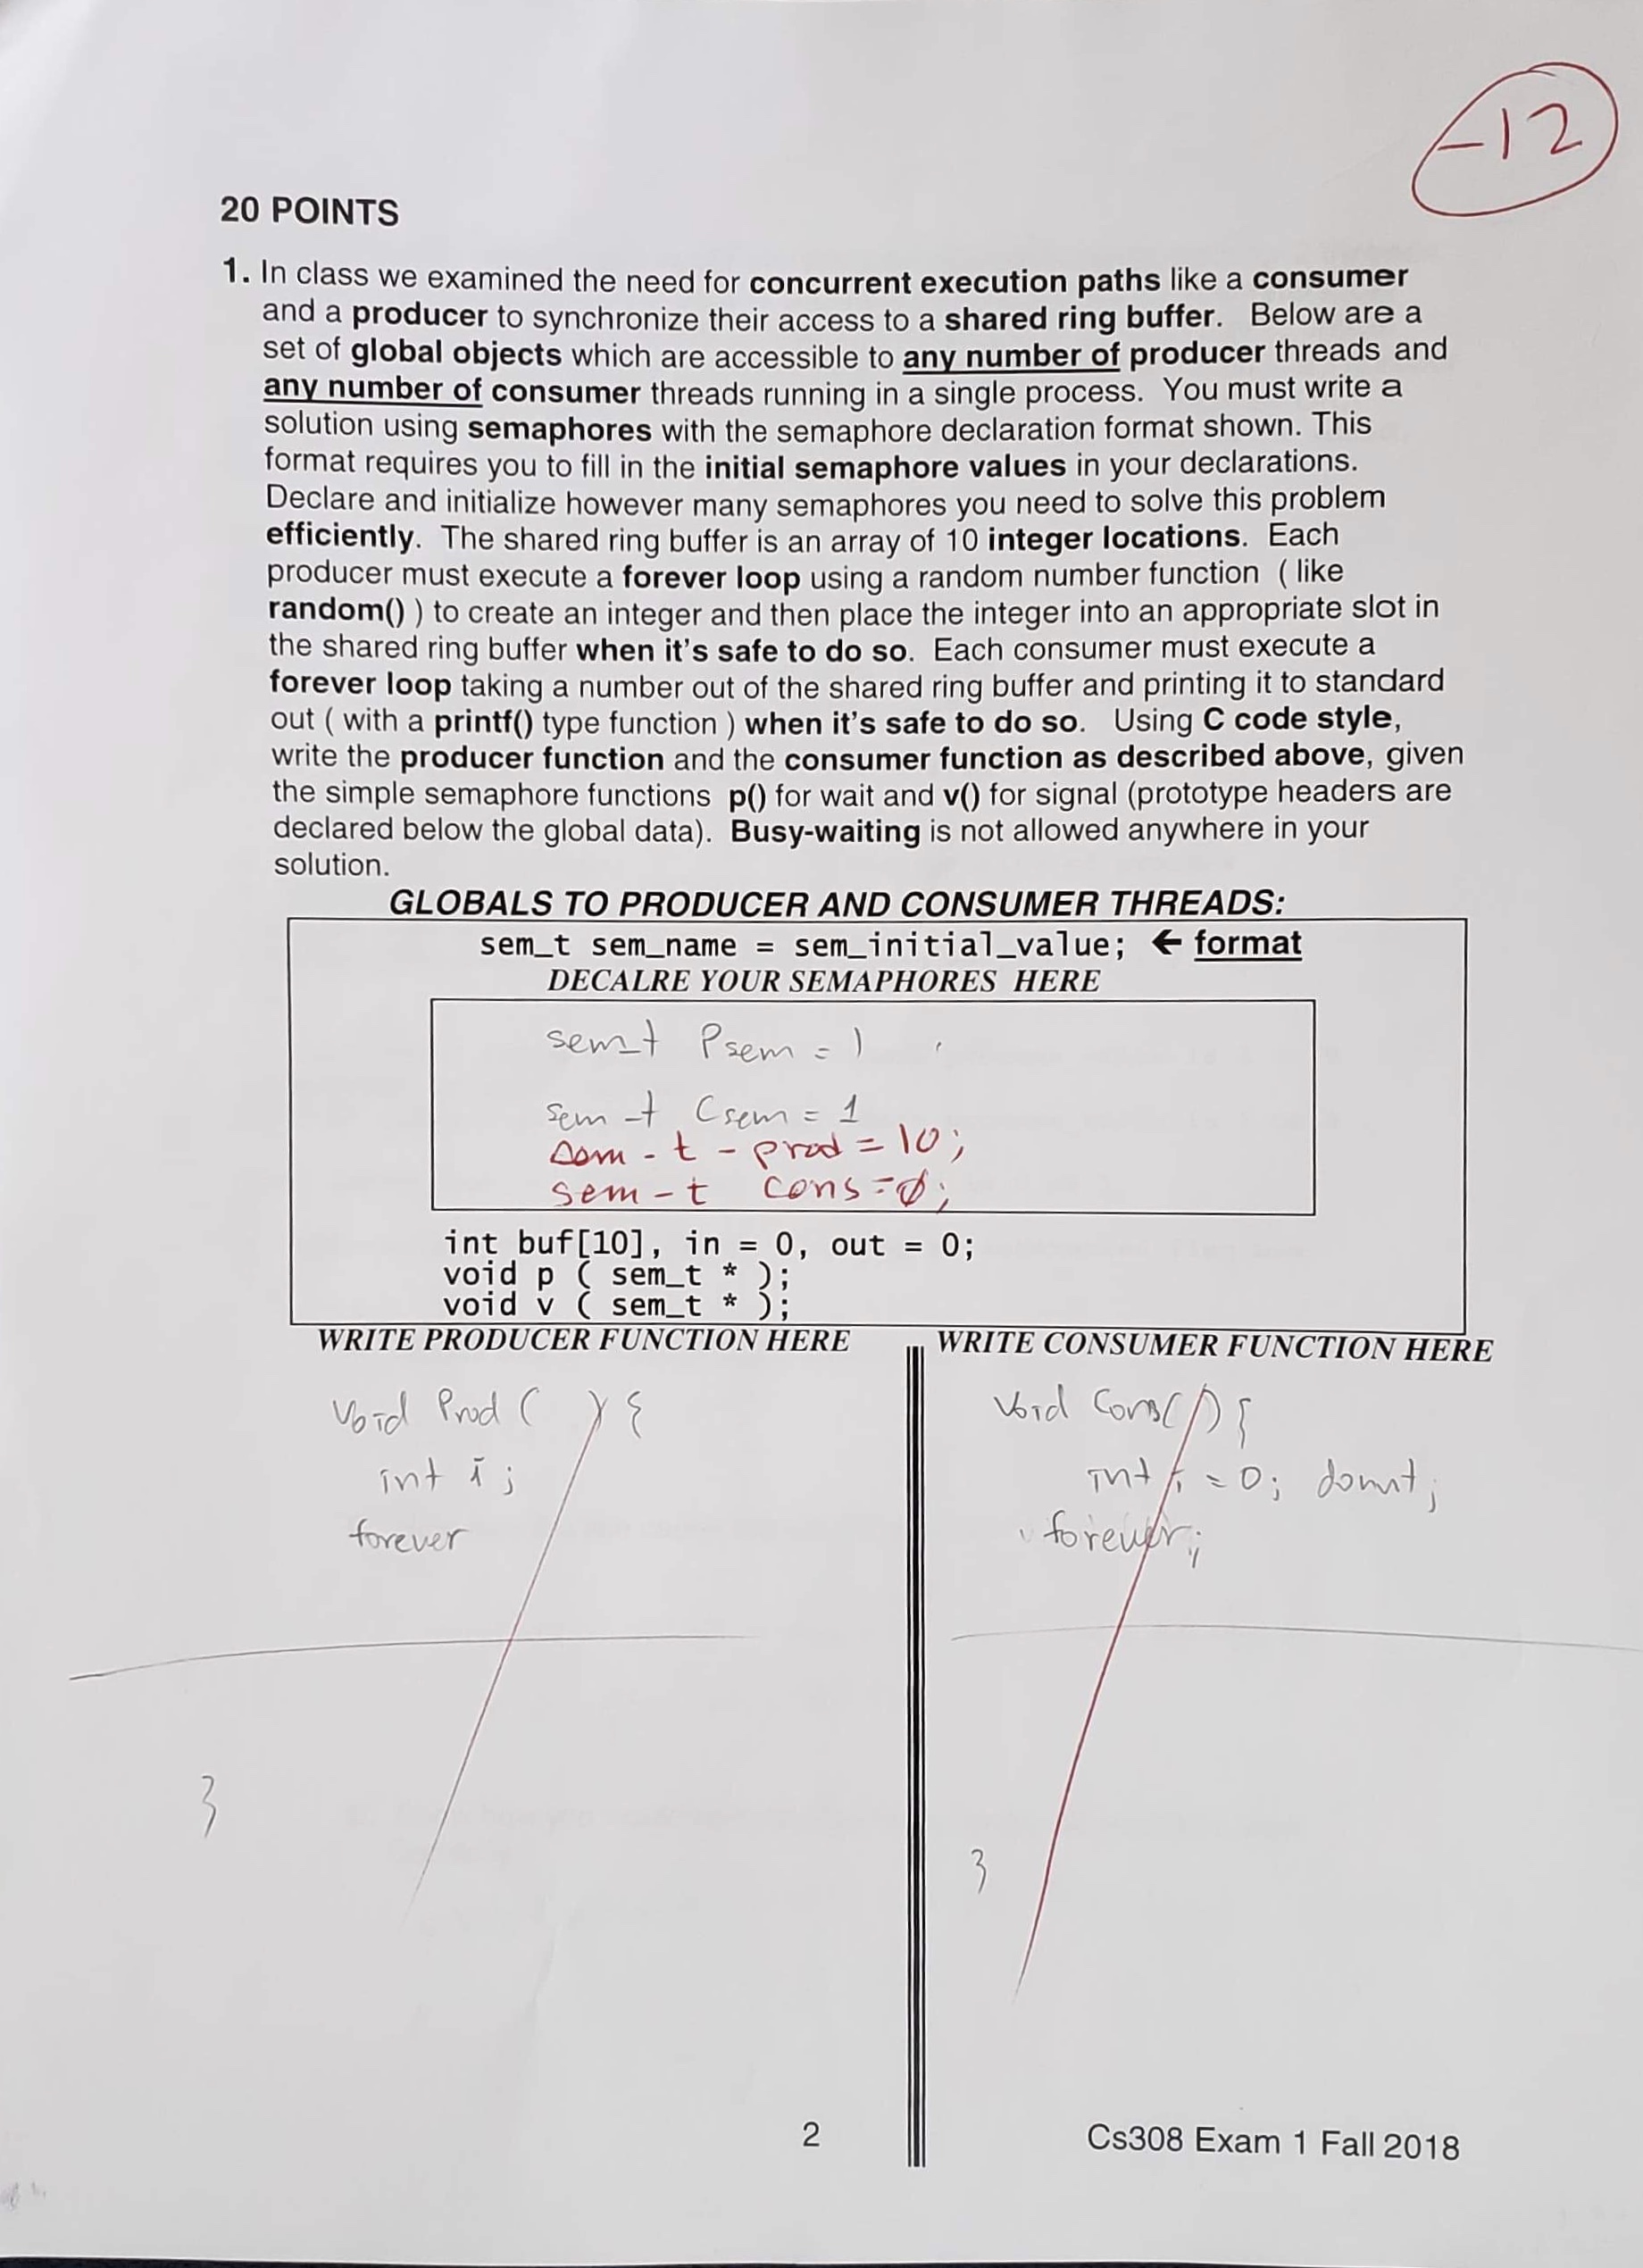 -12
20 POINTS
1. In class we examined the need for concurrent execution paths like a consumer
and a producer to synchronize their access to a shared ring buffer. Below are a
set of global objects which are accessible to any number of producer threads and
any number of consumer threads running in a single process. You must write a
solution using semaphores with the semaphore declaration format shown. This
format requires you to fill in the initial semaphore values in your declarations.
Declare and initialize however many semaphores you need to solve this problem
efficiently. The shared ring buffer is an array of 10 integer locations. Each
producer must execute a forever loop using a random number function ( like
random() ) to create an integer and then place the integer into an appropriate slot in
the shared ring buffer when it's safe to do so. Each consumer must execute a
forever loop taking a number out of the shared ring buffer and printing it to standard
out ( with a printf() type function ) when it's safe to do so. Using C code style,
write the producer function and the consumer function as described above, given
the simple semaphore functions p() for wait and v() for signal (prototype headers are
declared below the global data). Busy-waiting is not allowed anywhere in your
solution.
GLOBALS TO PRODUCER AND CONSUMER THREADS:
sem_t sem_name = sem_initial_value; ← format
DECALRE YOUR SEMAPHORES HERE
sem_t Psem = 1
sem_t Csem = 1
sem-t-prod = 10;
sem-t cons = 0;
int buf[10], in = 0, out = 0;
void p ( sem_t * );
void v ( sem_t * );
WRITE PRODUCER FUNCTION HERE
void Prod ( ) {
int i;
forever
}
WRITE CONSUMER FUNCTION HERE
void Cons() {
int i = 0;
forever;
}
2
Cs308 Exam 1 Fall 2018